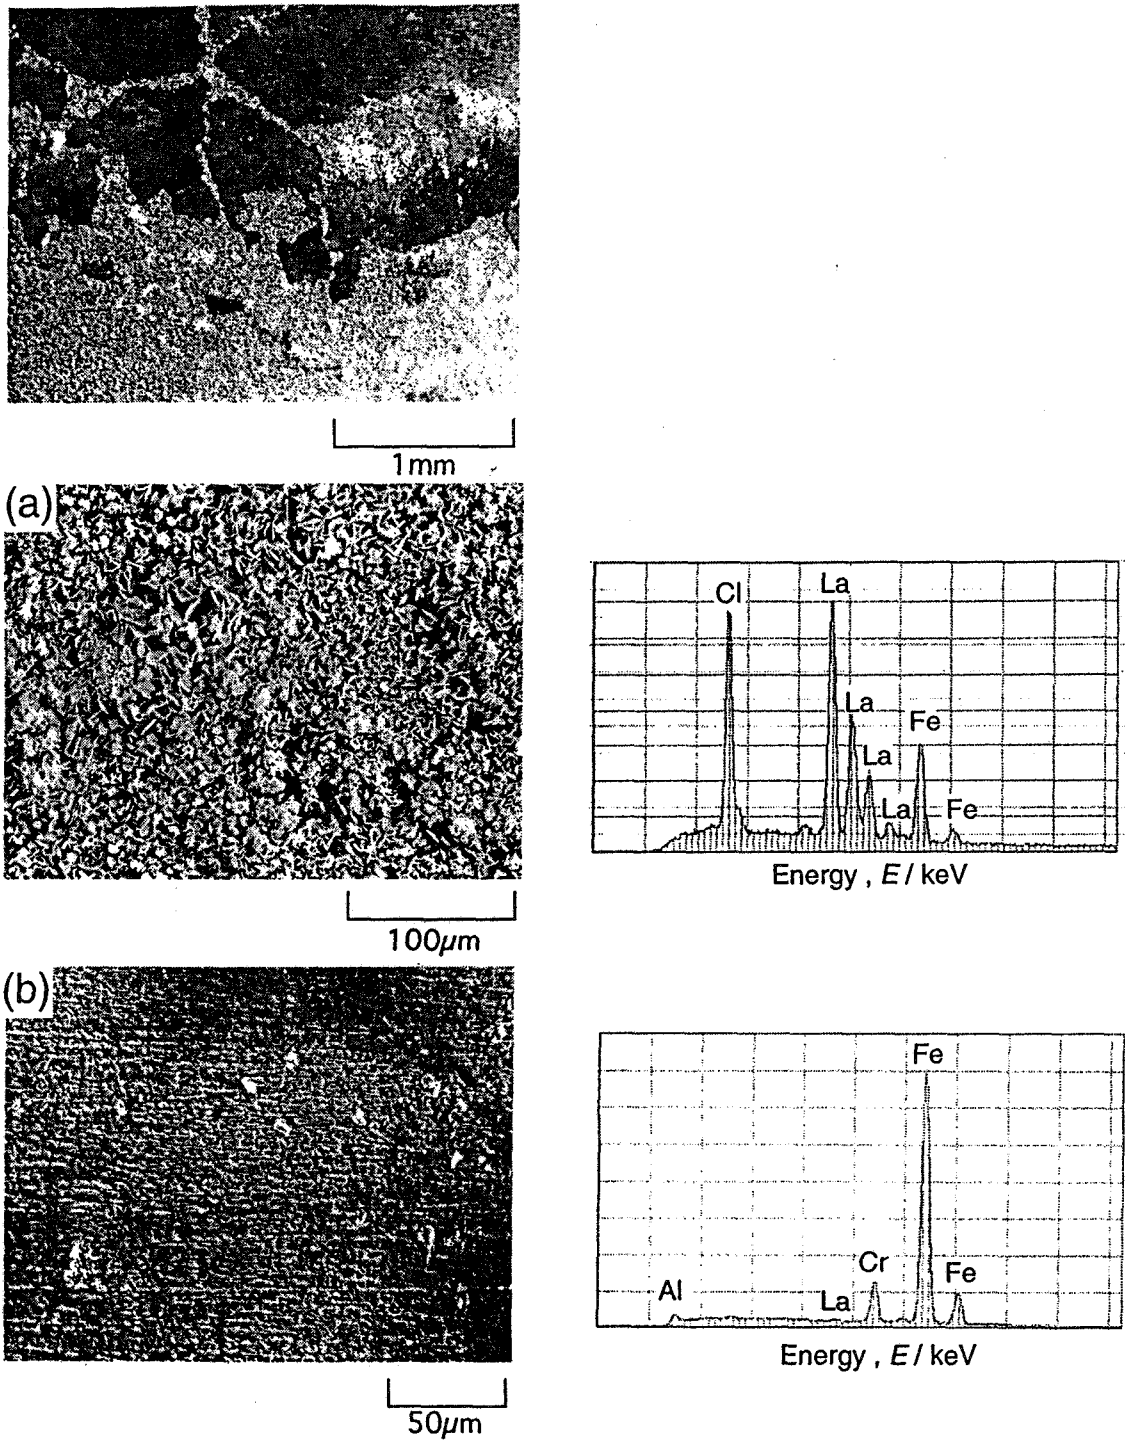 1mm
(a)
Cl
La
La
La
La
Fe
Fe
Energy , E / keV
100μm
(b)
Fe
Cr
Fe
La
Al
Energy , E / keV
50μm